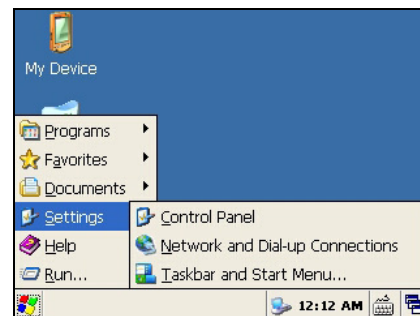 My Device
Programs
Favorites
Documents
Settings
Help
Run...
Control Panel
Network and Dial-up Connections
Taskbar and Start Menu...
12:12 AM